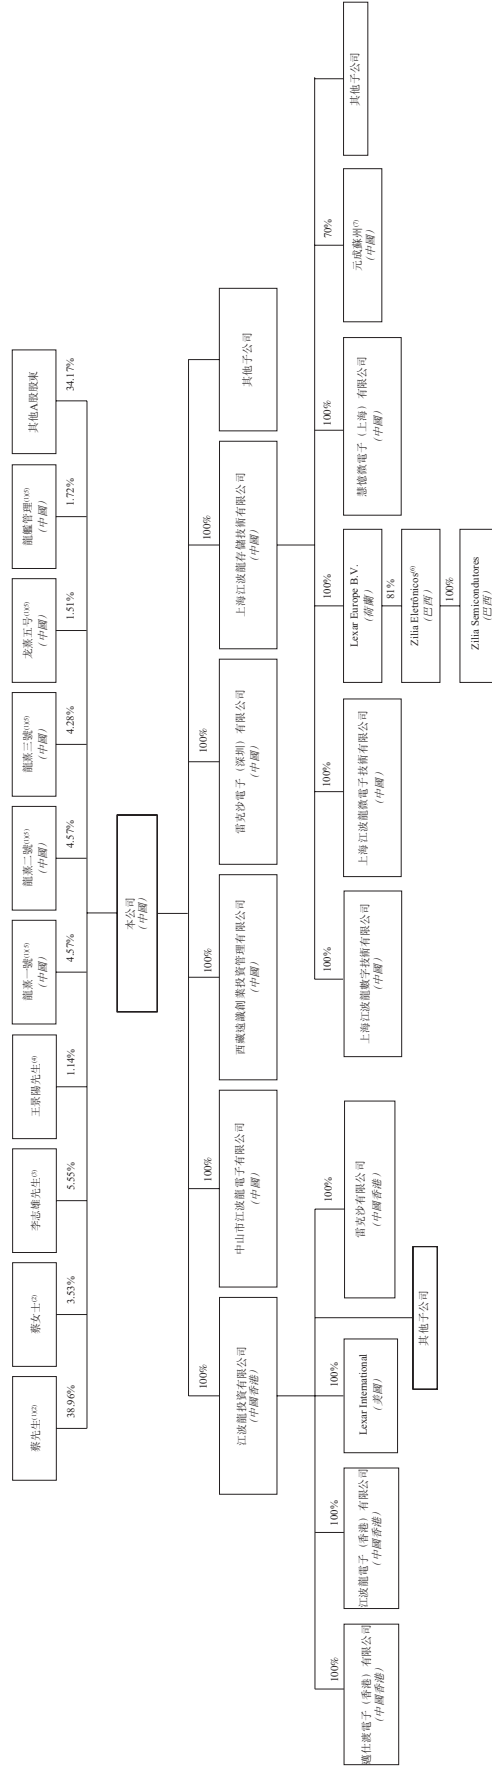 蔡先生(1)(2)
蔡女士(2)
李志雄先生(3)
王景陽先生(4)
龍熹一號(1)(5)
(中國)
龍熹二號(1)(5)
(中國)
龍熹三號(1)(5)
(中國)
龙熹五号(1)(5)
(中國)
龍艦管理(1)(5)
(中國)
其他A股股東
38.96%
3.53%
5.55%
1.14%
4.57%
4.57%
4.28%
1.51%
1.72%
34.17%
本公司
(中國)
100%
100%
100%
100%
100%
江波龍投資有限公司
(中國香港)
中山市江波龍電子有限公司
(中國)
西藏遠識創業投資管理有限公司
(中國)
雷克沙電子（深圳）有限公司
(中國)
上海江波龍存儲技術有限公司
(中國)
其他子公司
100%
100%
100%
100%
邁仕渡電子（香港）有限公司
(中國香港)
江波龍電子（香港）有限公司
(中國香港)
Lexar International
(美國)
雷克沙有限公司
(中國香港)
其他子公司
100%
100%
100%
100%
70%
上海江波龍數字技術有限公司
(中國)
上海江波龍微電子技術有限公司
(中國)
Lexar Europe B.V.
(荷蘭)
慧憶微電子（上海）有限公司
(中國)
元成蘇州(7)
(中國)
其他子公司
81%
Zilia Eletrônicos(6)
(巴西)
100%
Zilia Semicondutores
(巴西)